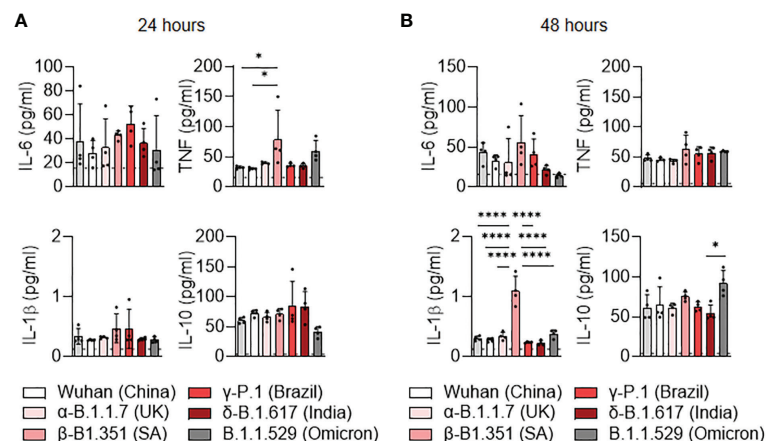 A
24 hours
B
48 hours
IL-6 (pg/ml)
100
80
60
40
20
0
TNF (pg/ml)
200
150
100
50
0
* 
*
IL-6 (pg/ml)
150
100
50
0
TNF (pg/ml)
200
150
100
50
0
IL-1β (pg/ml)
2
1
0
IL-10 (pg/ml)
200
150
100
50
0
IL-1β (pg/ml)
2
1
0
**** ****
**** ****
**** ****
IL-10 (pg/ml)
150
100
50
0
*
Wuhan (China)
γ-P.1 (Brazil)
α-B.1.1.7 (UK)
δ-B.1.617 (India)
β-B1.351 (SA)
B.1.1.529 (Omicron)
Wuhan (China)
γ-P.1 (Brazil)
α-B.1.1.7 (UK)
δ-B.1.617 (India)
β-B1.351 (SA)
B.1.1.529 (Omicron)